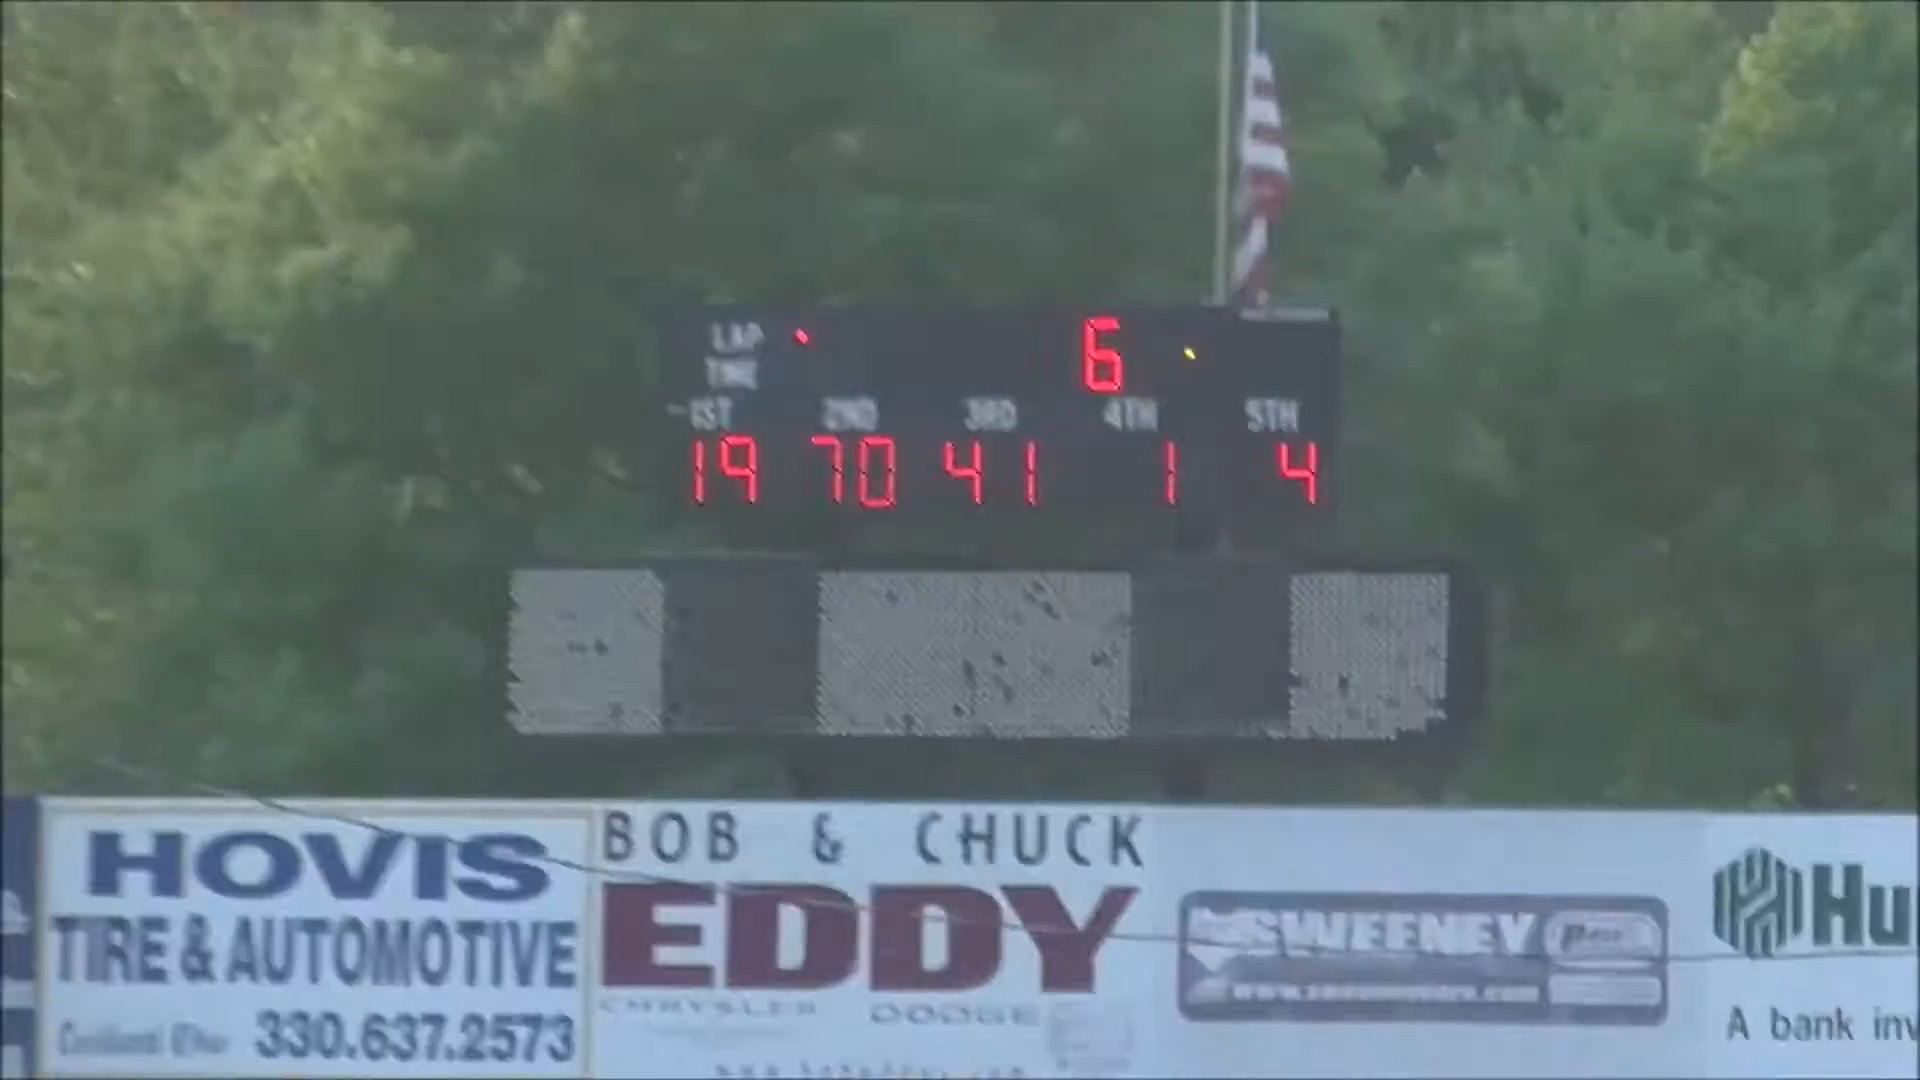 LAP
TIME
6
1ST 2ND 3RD 4TH 5TH
19 70 41 1 4
HOVIS
TIRE & AUTOMOTIVE
330.637.2573
BOB & CHUCK
EDDY
CHRYSLER DODGE
SWEENEY
Hu
A bank inv